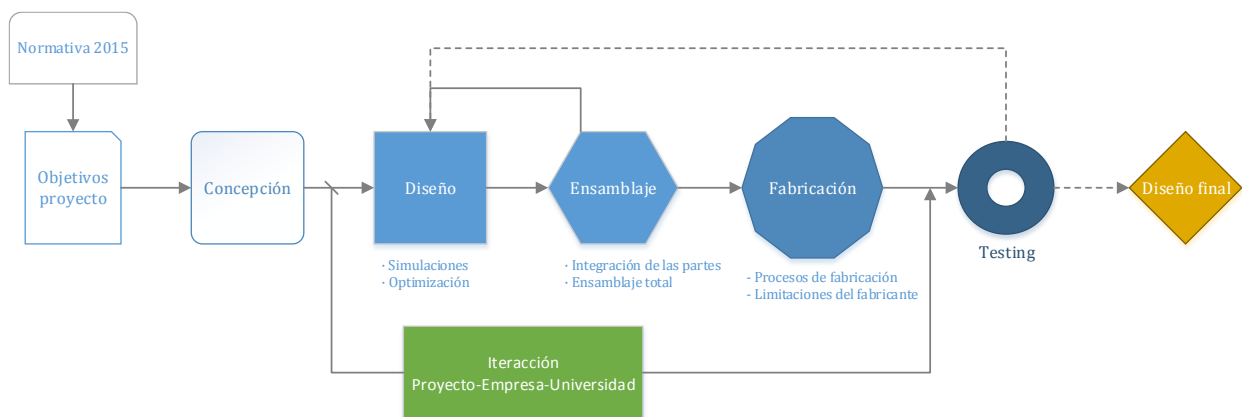 Normativa 2015
Objetivos
proyecto
Concepción
Diseño
Ensamblaje
Fabricación
Diseño final
Testing
· Simulaciones
· Optimización
· Integración de las partes
· Ensamblaje total
- Procesos de fabricación
- Limitaciones del fabricante
Iteracción
Proyecto-Empresa-Universidad